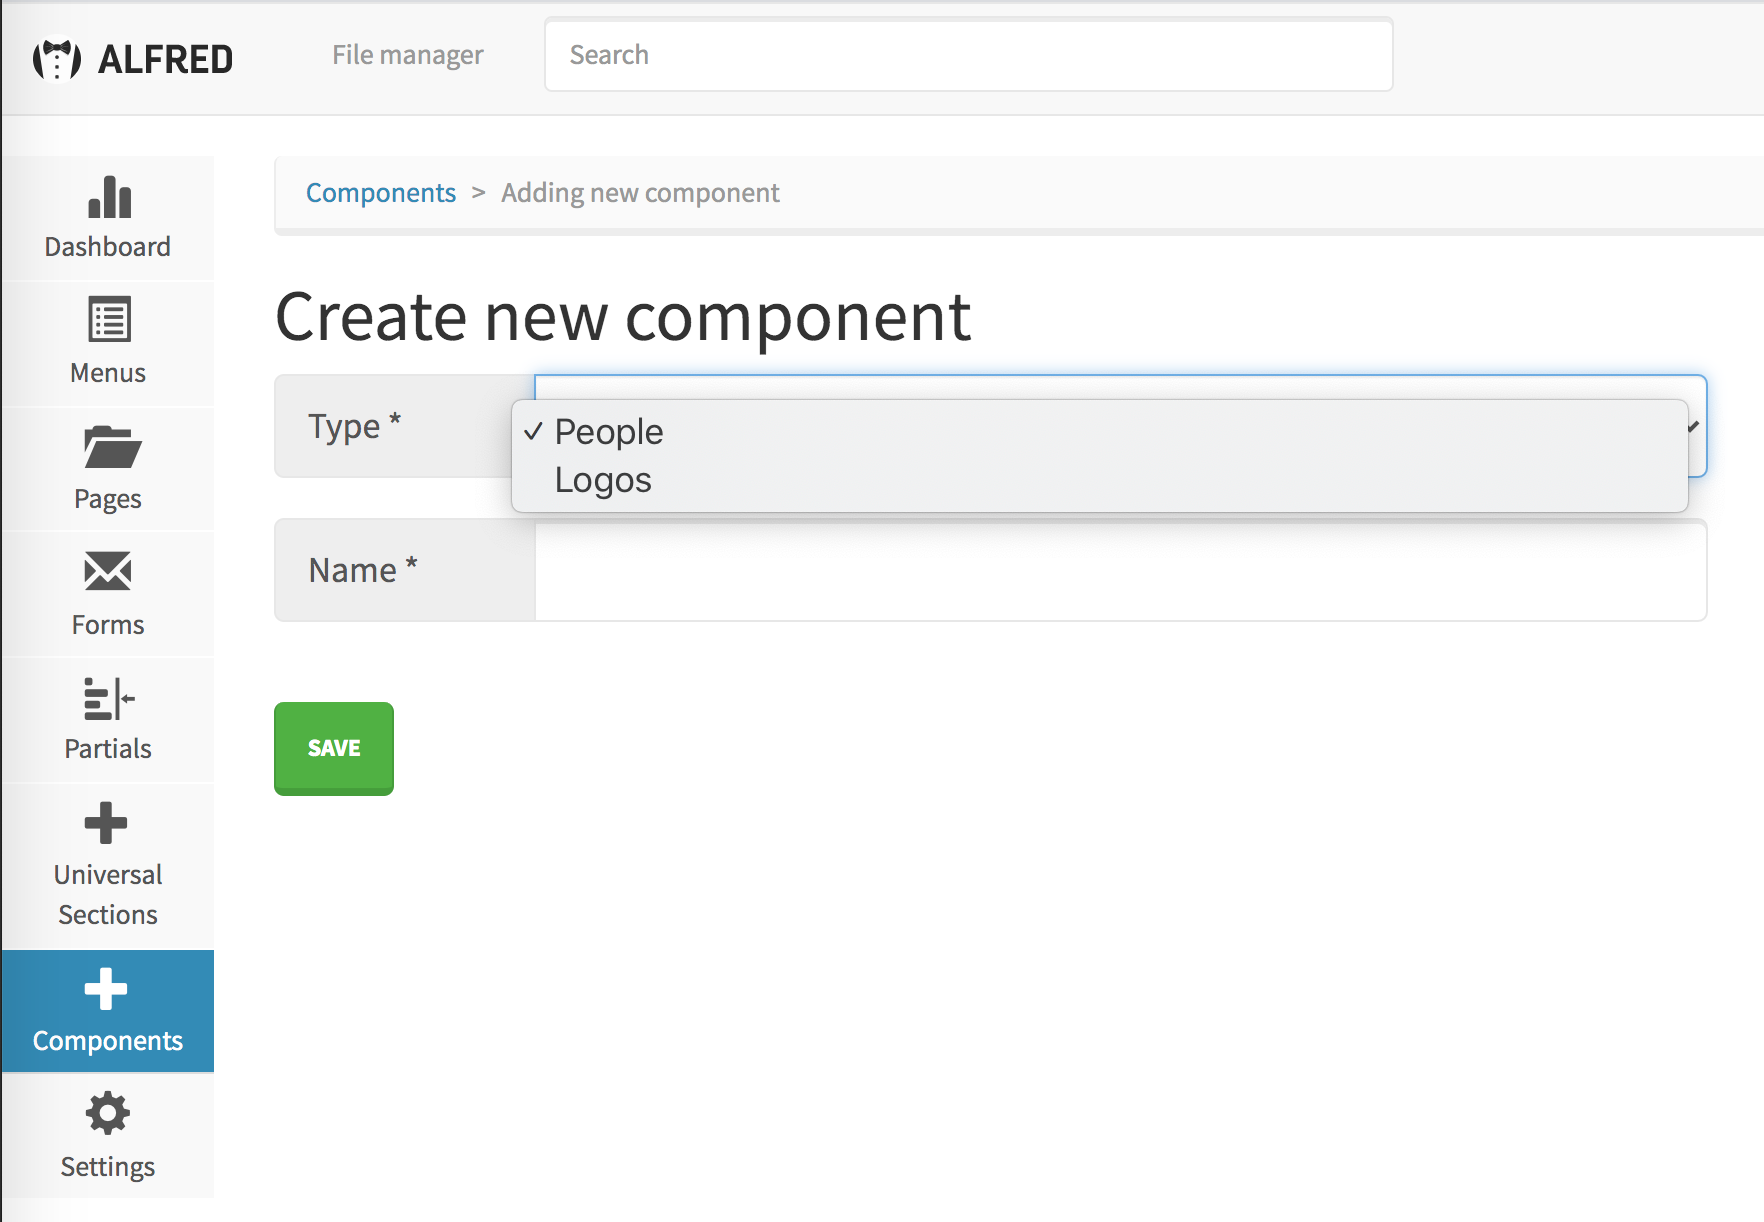 ALFRED
File manager
Search
Dashboard
Menus
Pages
Forms
Partials
Universal
Sections
Components
Settings
Components > Adding new component
Create new component
Type *
✓ People
Logos
Name *
SAVE